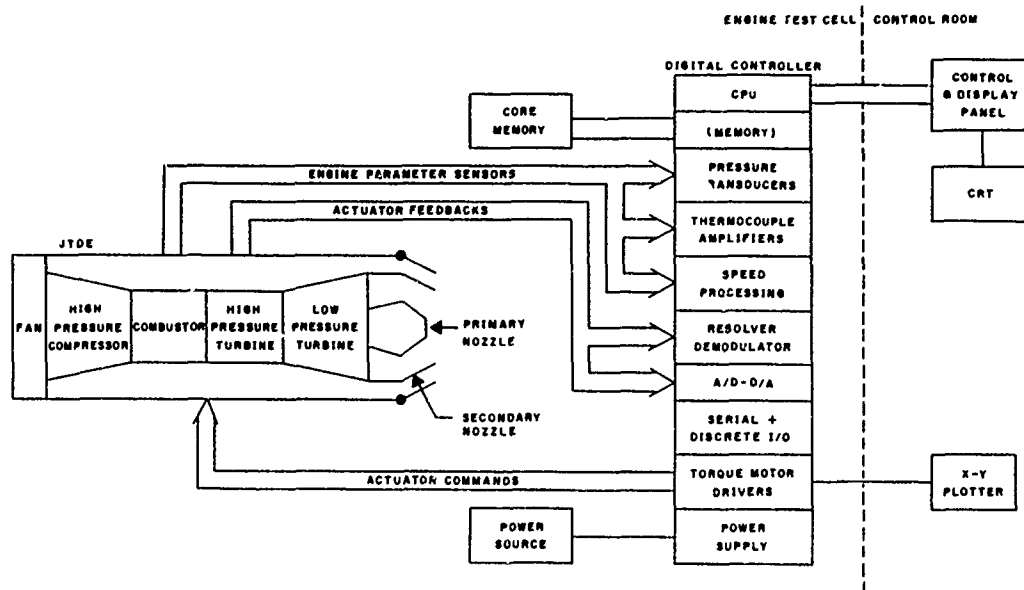 ENGINE TEST CELL
CONTROL ROOM
DIGITAL CONTROLLER
CPU
(MEMORY)
PRESSURE
TRANSDUCERS
THERMOCOUPLE
AMPLIFIERS
SPEED
PROCESSING
RESOLVER
DEMODULATOR
A/D-D/A
SERIAL +
DISCRETE I/O
TORQUE MOTOR
DRIVERS
POWER
SUPPLY
CONTROL
& DISPLAY
PANEL
CRT
X-Y
PLOTTER
CORE
MEMORY
ENGINE PARAMETER SENSORS
ACTUATOR FEEDBACKS
JTDE
FAN
HIGH
PRESSURE
COMPRESSOR
COMBUSTOR
HIGH
PRESSURE
TURBINE
LOW
PRESSURE
TURBINE
PRIMARY
NOZZLE
SECONDARY
NOZZLE
ACTUATOR COMMANDS
POWER
SOURCE